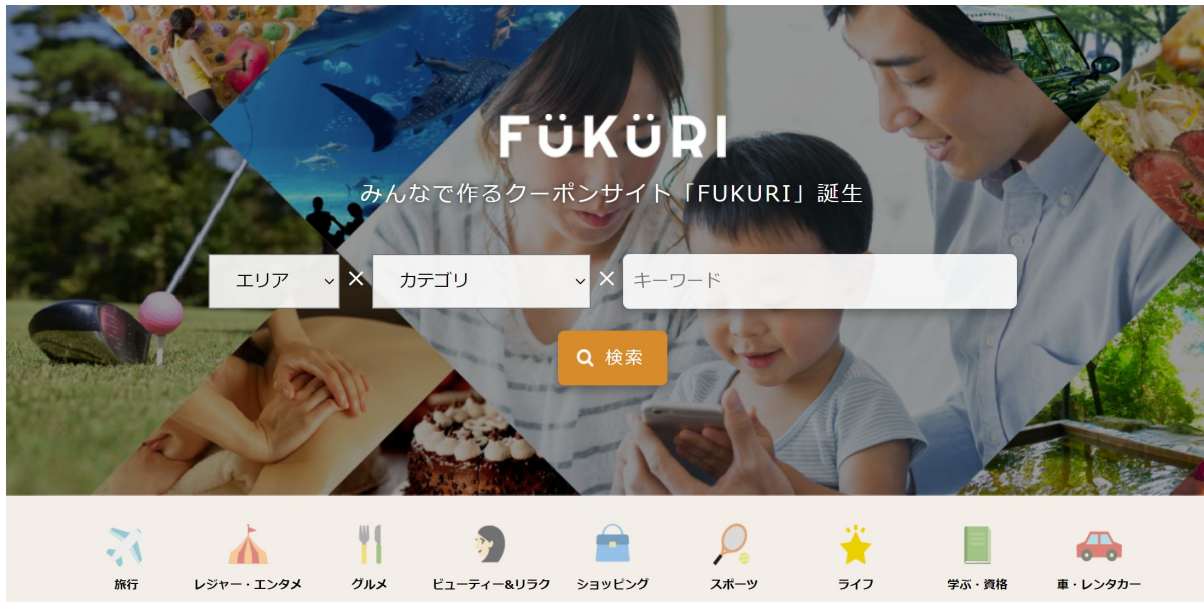 FÜKÜRI
みんなで作るクーポンサイト「FUKURI」誕生
エリア × カテゴリ × キーワード
検索
旅行 レジャー・エンタメ グルメ ビューティー&リラク ショッピング スポーツ ライフ 学ぶ・資格 車・レンタカー